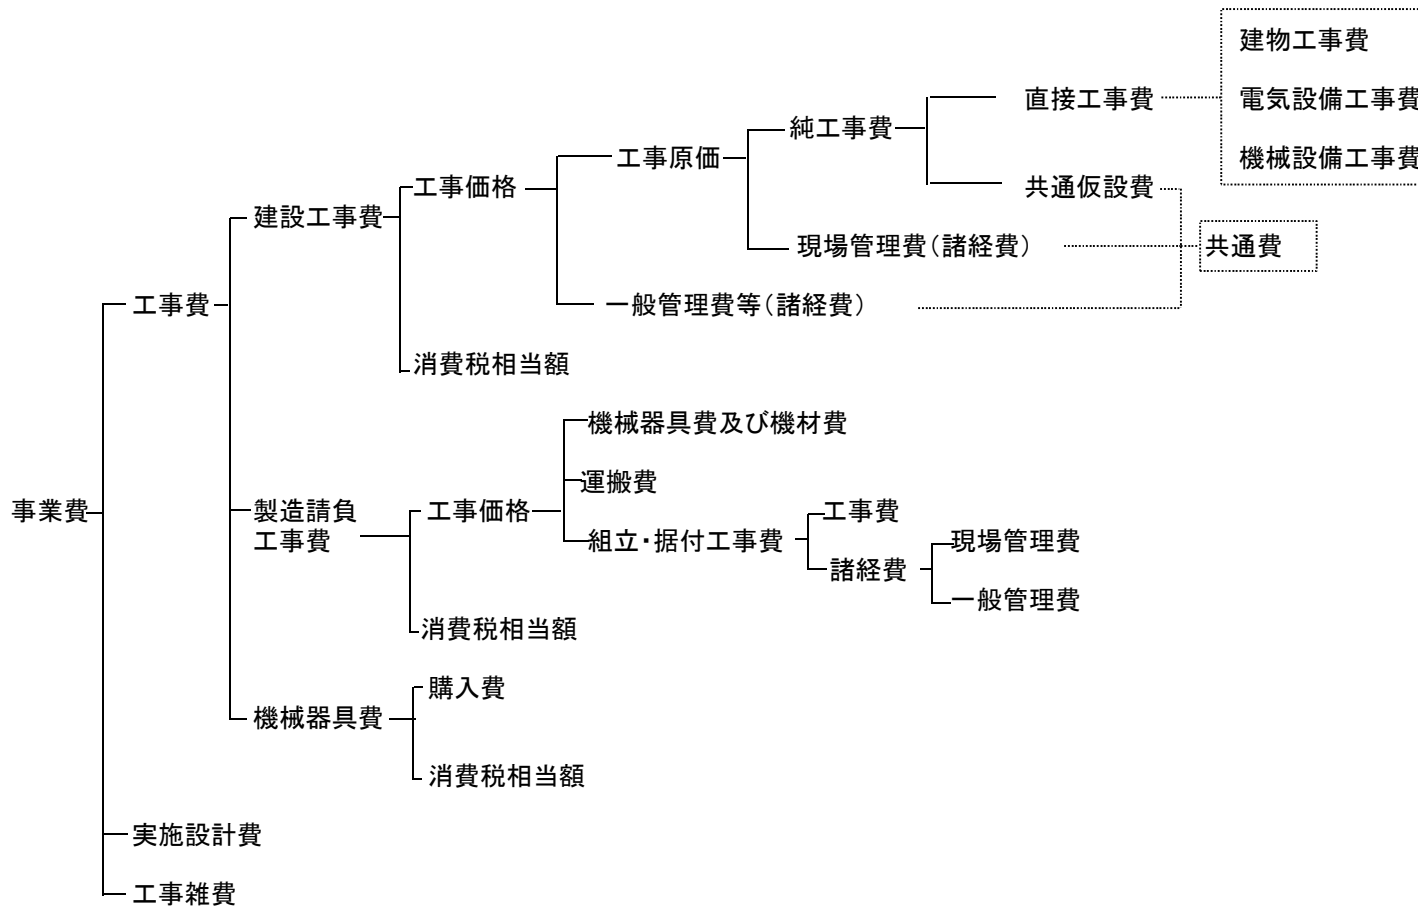 建物工事費
直接工事費
電気設備工事費
純工事費
工事原価
機械設備工事費
工事価格
共通仮設費
建設工事費
現場管理費(諸経費)
共通費
工事費
一般管理費等(諸経費)
消費税相当額
機械器具費及び機材費
運搬費
事業費
製造請負
工事費
工事価格
工事費
組立・据付工事費
現場管理費
諸経費
一般管理費
消費税相当額
購入費
機械器具費
消費税相当額
実施設計費
工事雑費